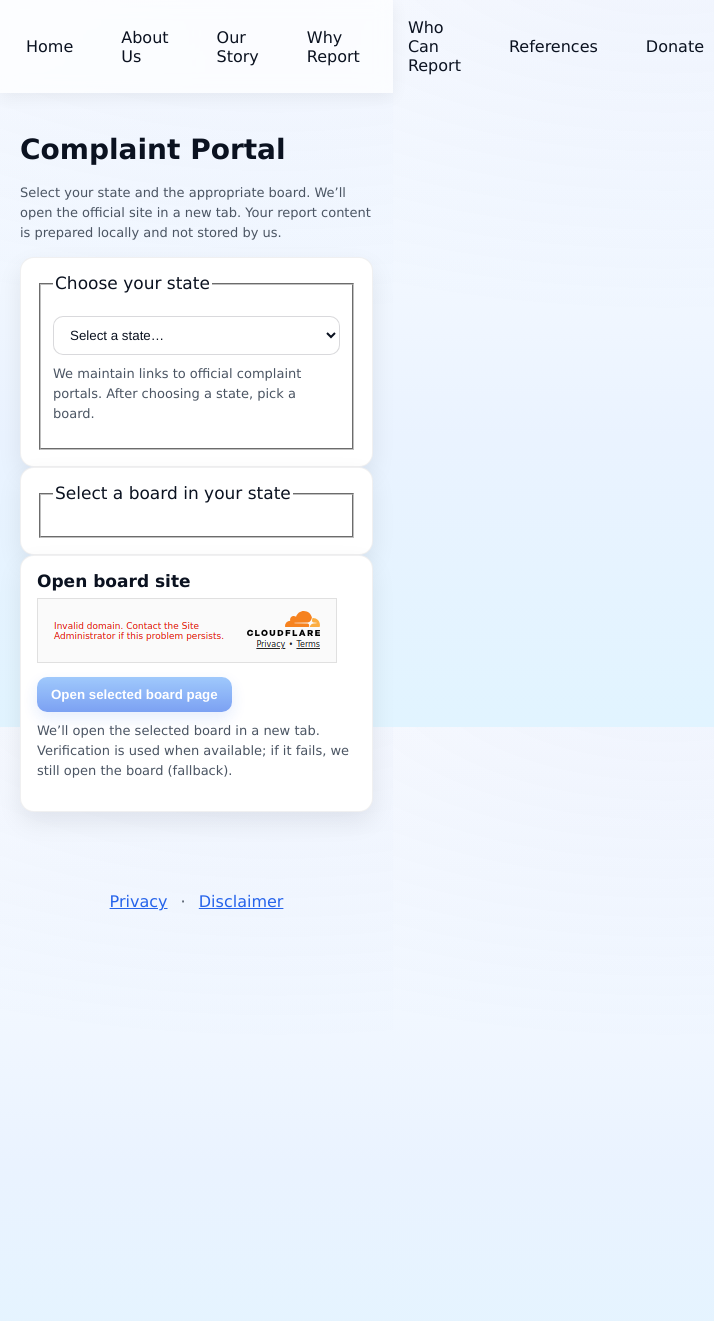 Home
About Us
Our Story
Why Report
Who Can Report
References
Donate
Complaint Portal
Select your state and the appropriate board. We’ll
open the official site in a new tab. Your report content
is prepared locally and not stored by us.
Choose your state
Select a state…
We maintain links to official complaint
portals. After choosing a state, pick a
board.
Select a board in your state
Open board site
Invalid domain. Contact the Site
Administrator if this problem persists.
CLOUDFLARE
Privacy • Terms
Open selected board page
We’ll open the selected board in a new tab.
Verification is used when available; if it fails, we
still open the board (fallback).
Privacy · Disclaimer